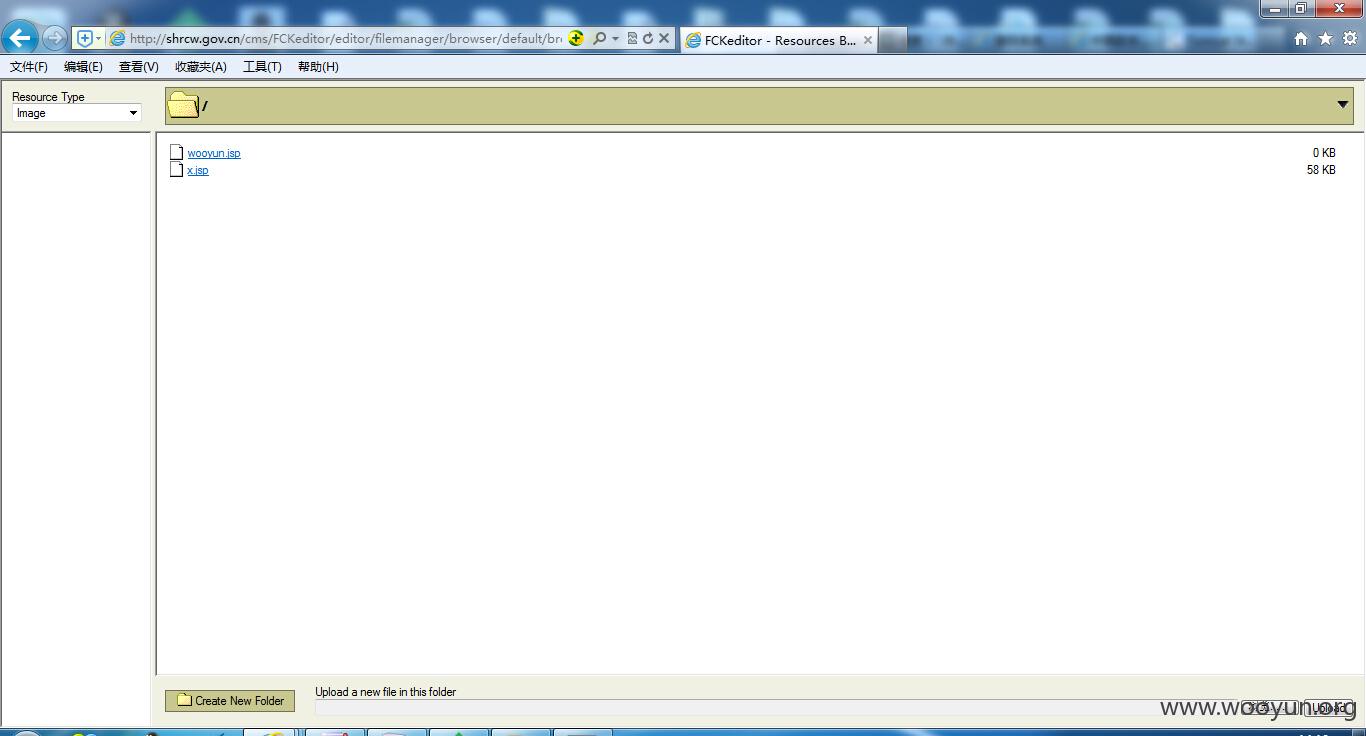 http://shrcw.gov.cn/cms/FCKeditor/editor/filemanager/browser/default/br
FCKeditor - Resources B...
文件(F) 编辑(E) 查看(V) 收藏夹(A) 工具(T) 帮助(H)
Resource Type
Image
/
wooyun.jsp 0 KB
x.jsp 58 KB
Upload a new file in this folder
Create New Folder
Upload
www.wooyun.org